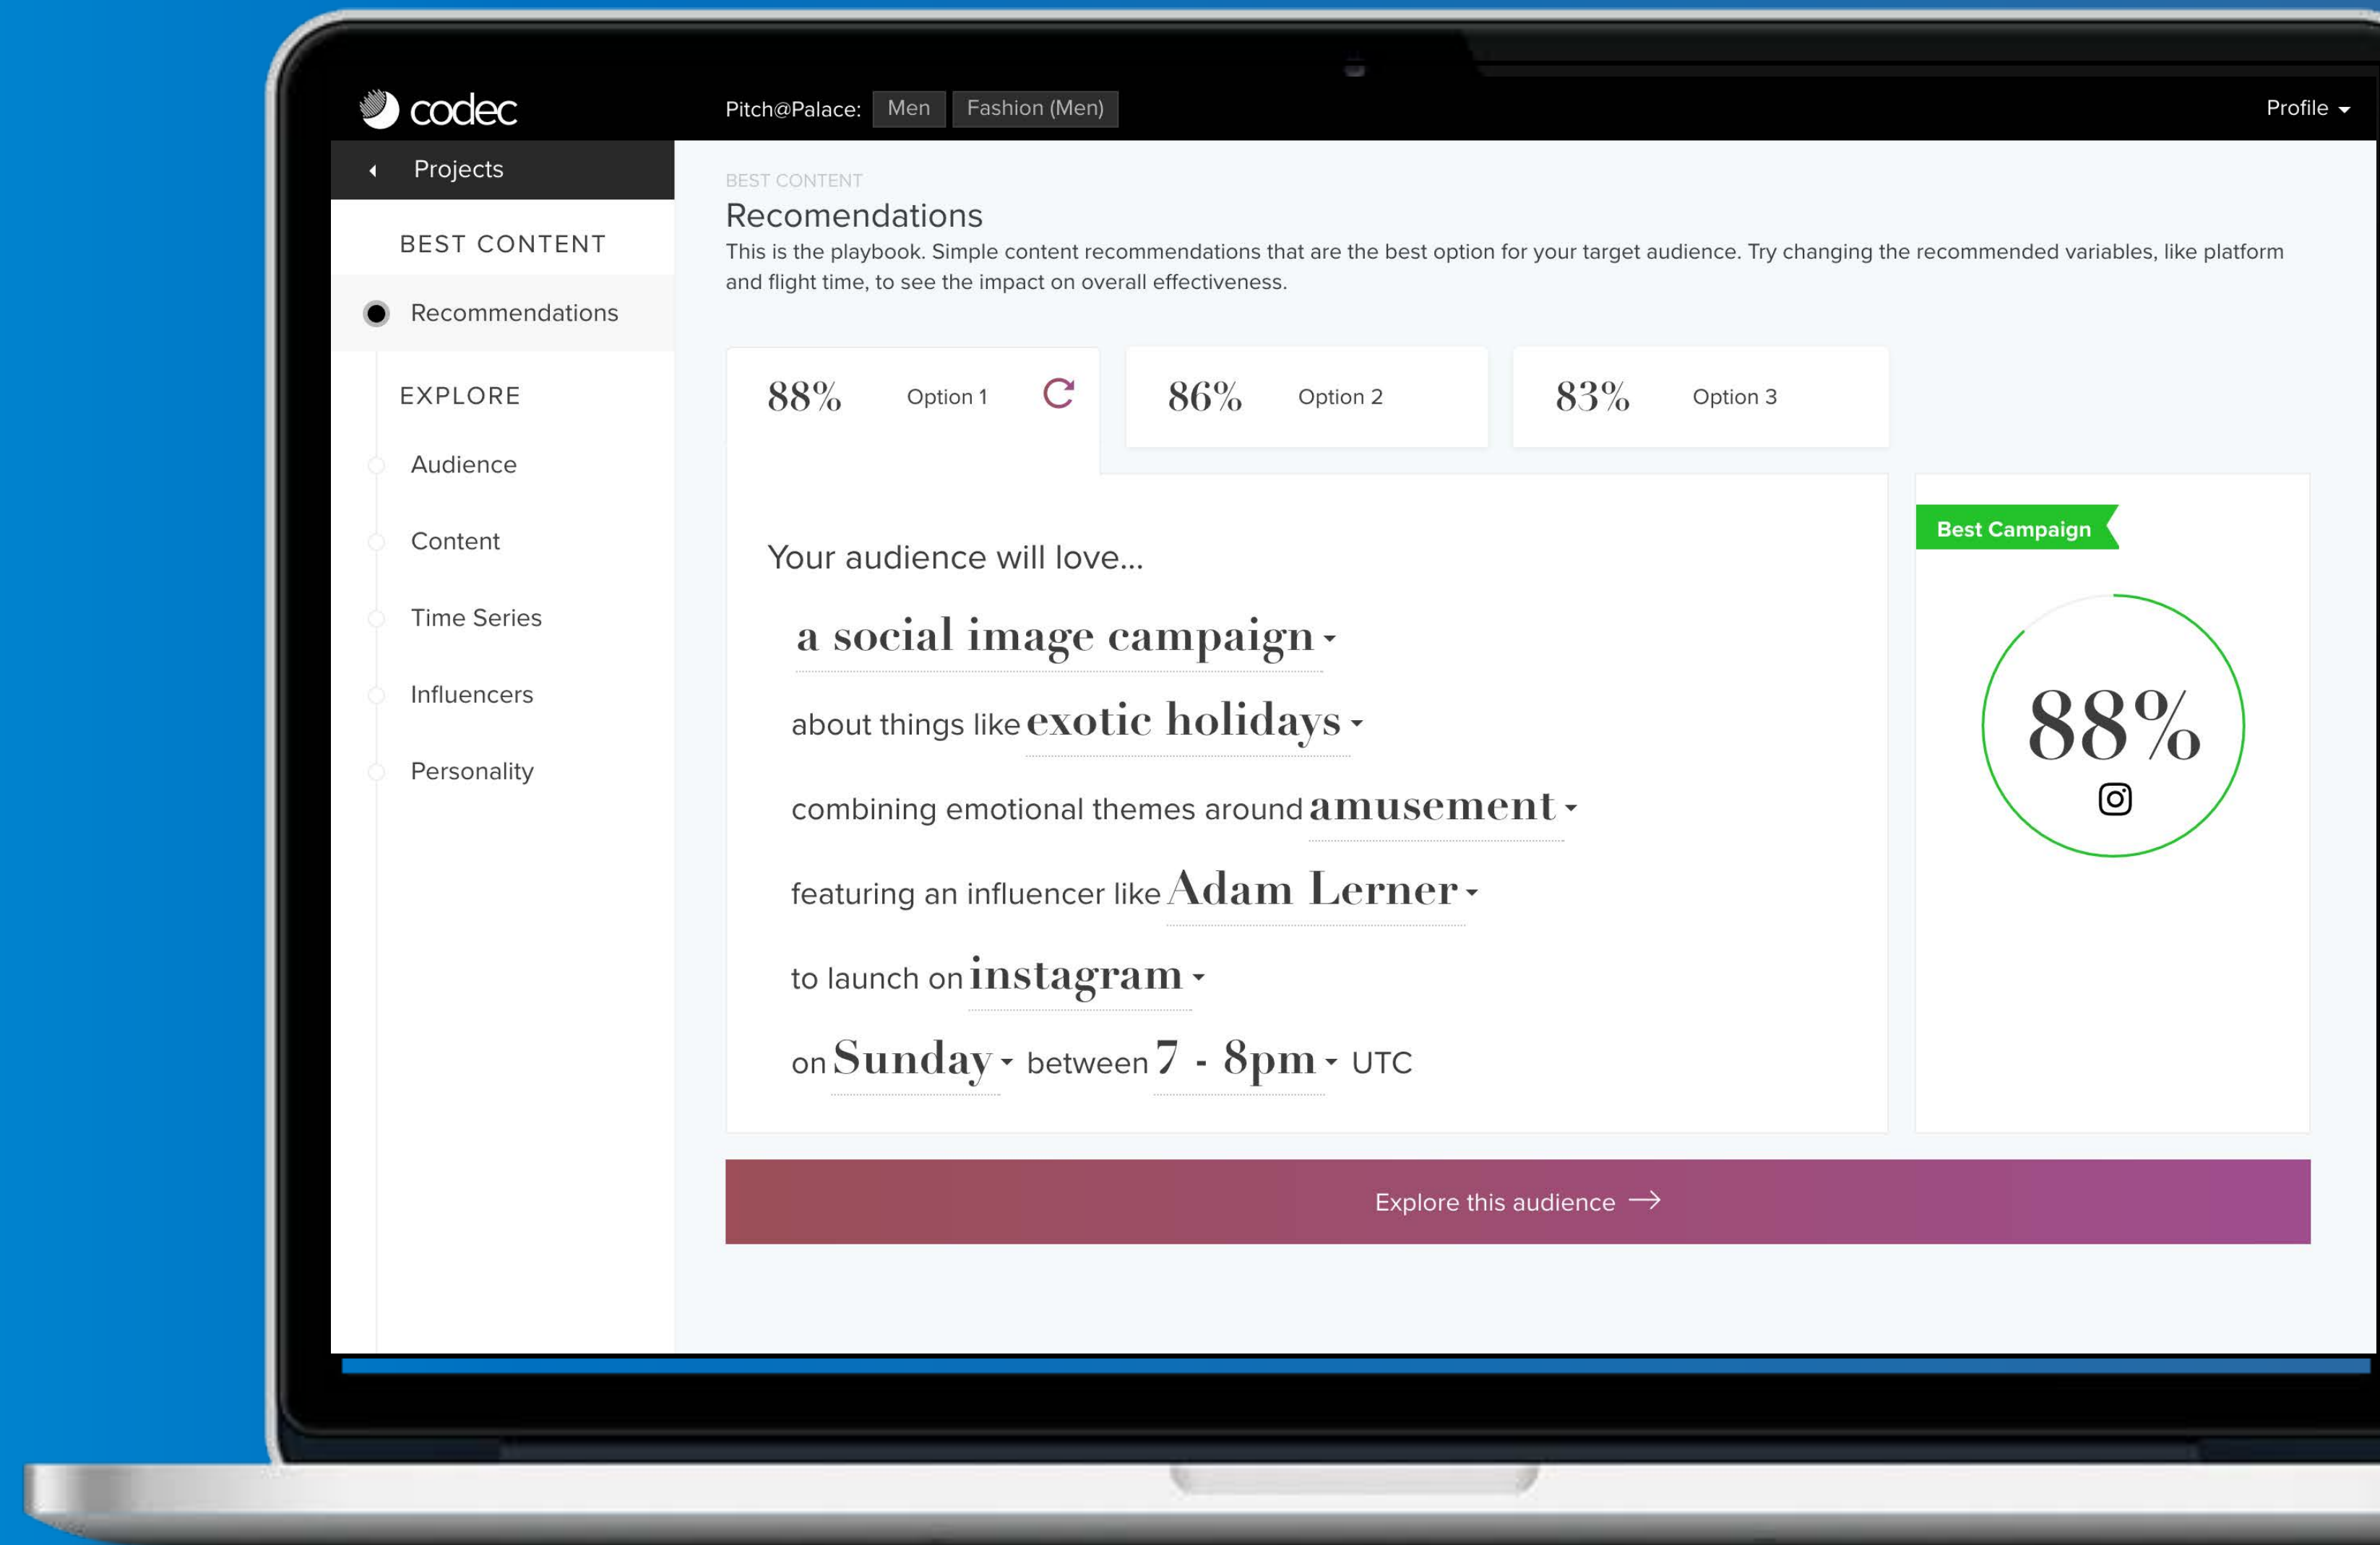 codec
Pitch@Palace: Men Fashion (Men)
Profile
Projects
BEST CONTENT
Recommendations
EXPLORE
Audience
Content
Time Series
Influencers
Personality
BEST CONTENT
Recomendations
This is the playbook. Simple content recommendations that are the best option for your target audience. Try changing the recommended variables, like platform
and flight time, to see the impact on overall effectiveness.
88% Option 1
86% Option 2
83% Option 3
Your audience will love...
a social image campaign
about things like exotic holidays
combining emotional themes around amusement
featuring an influencer like Adam Lerner
to launch on instagram
on Sunday between 7 - 8pm UTC
Best Campaign
88%
Explore this audience →